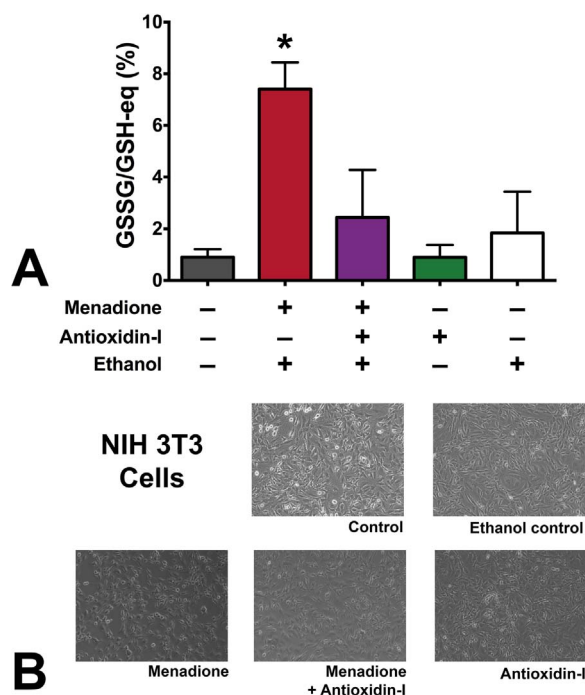 A
GSSG/GSH-eq (%)
10
8
6
4
2
0
*
Menadione – + + – –
Antioxidin-I – – + + –
Ethanol – + + – +
B
NIH 3T3
Cells
Control
Ethanol control
Menadione
Menadione
+ Antioxidin-I
Antioxidin-I